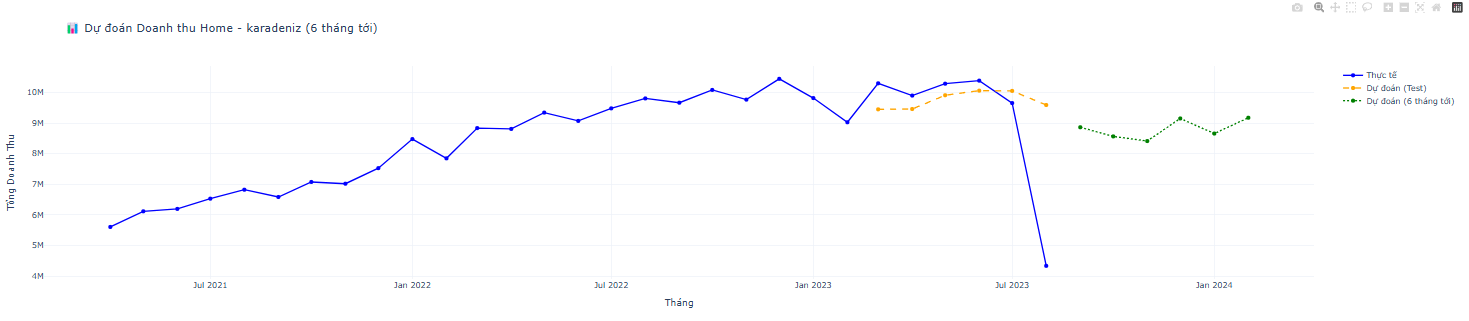 📊 Dự đoán Doanh thu Home - karadeniz (6 tháng tới)
Thực tế
Dự đoán (Test)
Dự đoán (6 tháng tới)
Tổng Doanh Thu
10M
9M
8M
7M
6M
5M
4M
Jul 2021
Jan 2022
Jul 2022
Jan 2023
Jul 2023
Jan 2024
Tháng